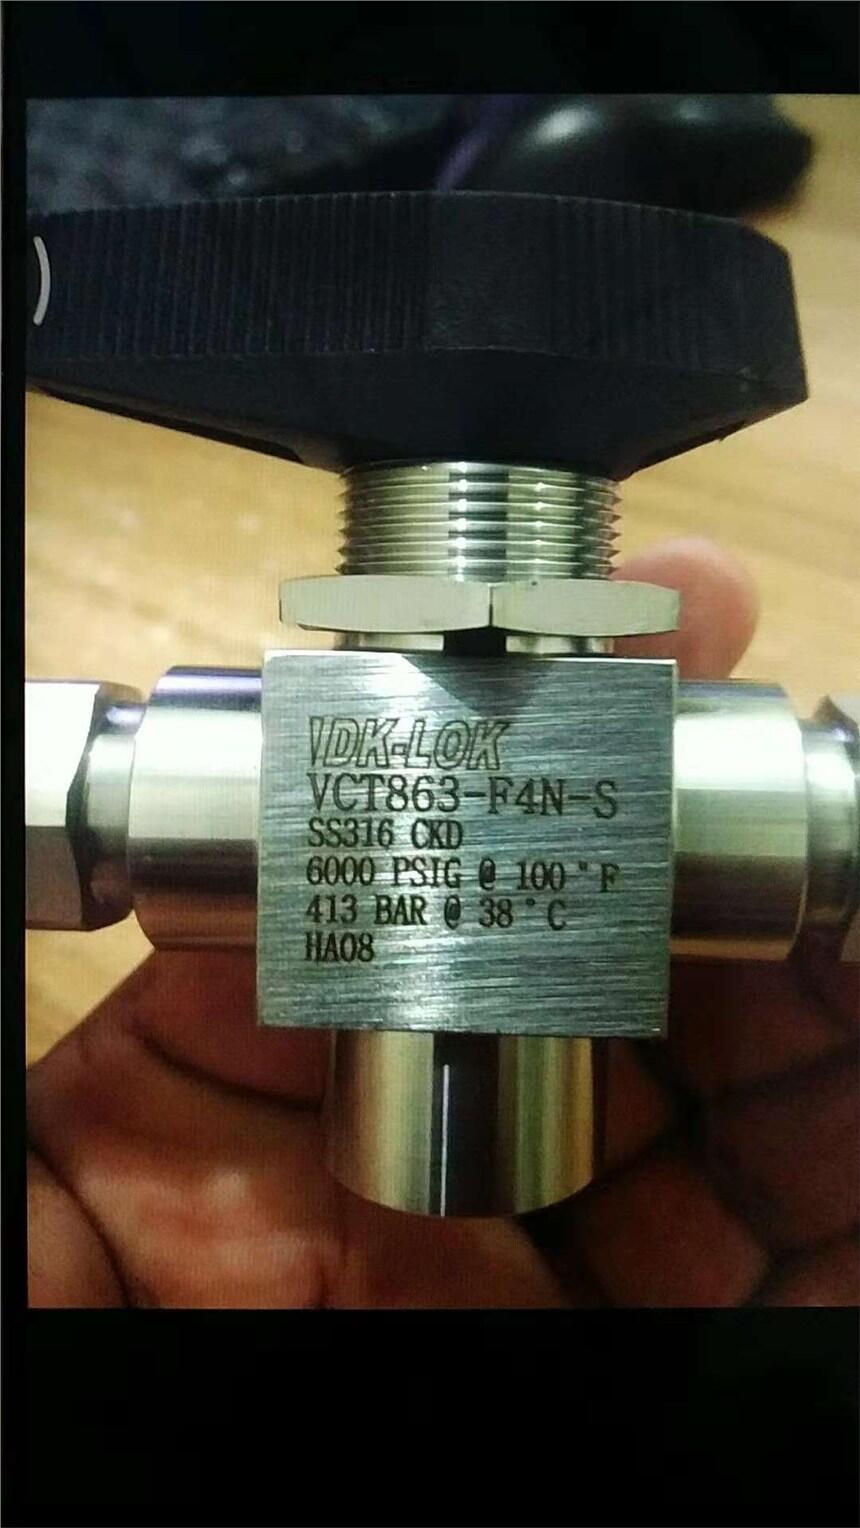 DK-LOK
VCT863-F4N-S
SS316 CKD
6000 PSIG @ 100°F
413 BAR @ 38°C
HA08